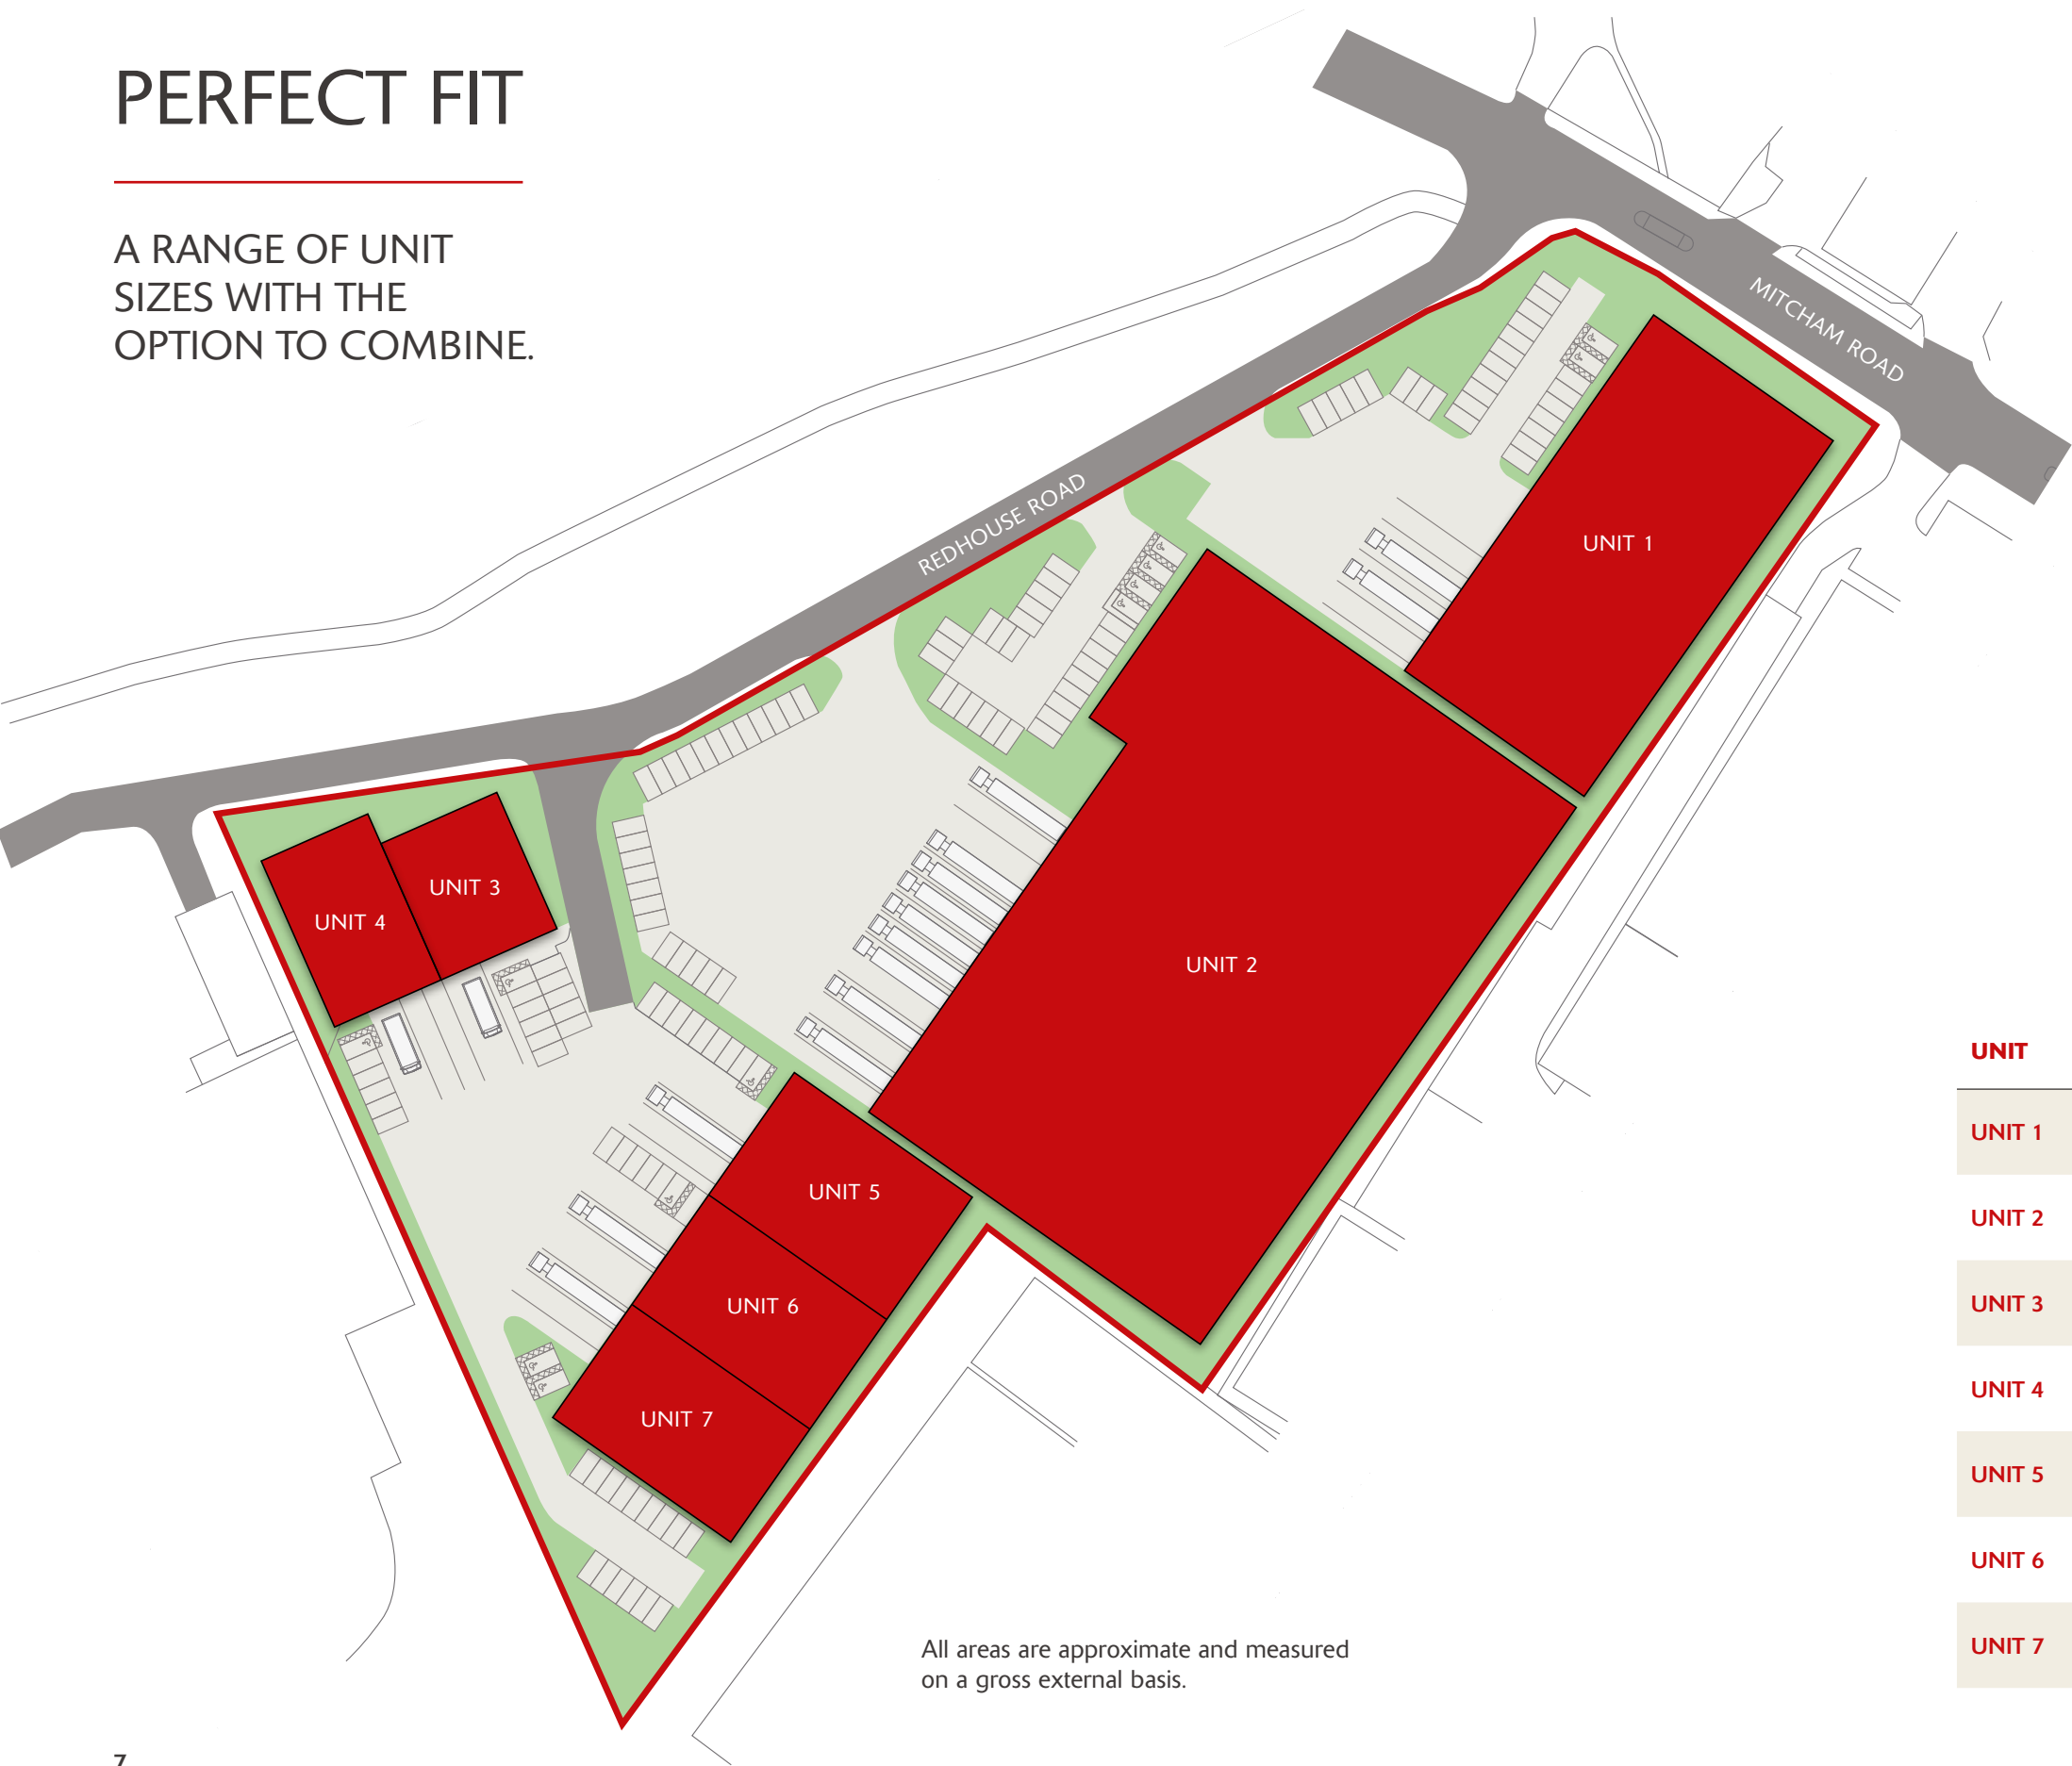 PERFECT FIT
A RANGE OF UNIT
SIZES WITH THE
OPTION TO COMBINE.
MITCHAM ROAD
REDHOUSE ROAD
UNIT 1
UNIT 2
UNIT 3
UNIT 4
UNIT 5
UNIT 6
UNIT 7
UNIT
UNIT 1
UNIT 2
UNIT 3
UNIT 4
UNIT 5
UNIT 6
UNIT 7
All areas are approximate and measured
on a gross external basis.
7